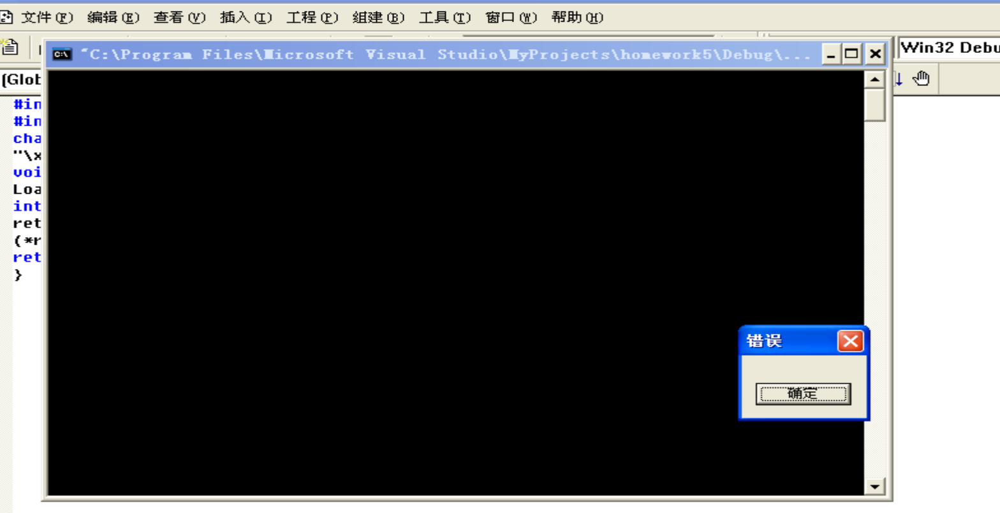 文件(F) 编辑(E) 查看(V) 插入(I) 工程(P) 组建(B) 工具(T) 窗口(W) 帮助(H)
"C:\Program Files\Microsoft Visual Studio\MyProjects\homework5\Debug\...
Win32 Debu
(Glob
#in
#in
cha
"\x
voi
Loa
int
ret
(*r
ret
}
错误
确定